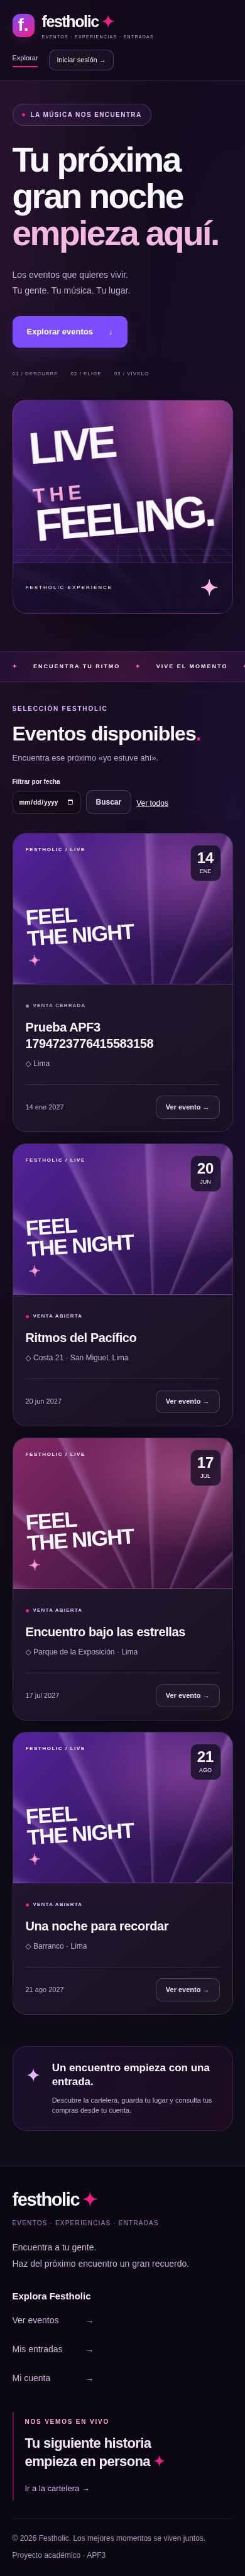 f.
festholic ✦
EVENTOS · EXPERIENCIAS · ENTRADAS
Explorar
Iniciar sesión →
LA MÚSICA NOS ENCUENTRA
Tu próxima
gran noche
empieza aquí.
Los eventos que quieres vivir.
Tu gente. Tu música. Tu lugar.
Explorar eventos ↓
01 / DESCUBRE 02 / ELIGE 03 / VÍVELO
LIVE
THE
FEELING.
FESTHOLIC EXPERIENCE
ENCUENTRA TU RITMO ✦ VIVE EL MOMENTO
SELECCIÓN FESTHOLIC
Eventos disponibles.
Encuentra ese próximo «yo estuve ahí».
Filtrar por fecha
mm/dd/yyyy
Buscar
Ver todos
FESTHOLIC / LIVE
14
ENE
FEEL
THE NIGHT
VENTA CERRADA
Prueba APF3
1794723776415583158
◇ Lima
14 ene 2027
Ver evento →
FESTHOLIC / LIVE
20
JUN
FEEL
THE NIGHT
VENTA ABIERTA
Ritmos del Pacífico
◇ Costa 21 · San Miguel, Lima
20 jun 2027
Ver evento →
FESTHOLIC / LIVE
17
JUL
FEEL
THE NIGHT
VENTA ABIERTA
Encuentro bajo las estrellas
◇ Parque de la Exposición · Lima
17 jul 2027
Ver evento →
FESTHOLIC / LIVE
21
AGO
FEEL
THE NIGHT
VENTA ABIERTA
Una noche para recordar
◇ Barranco · Lima
21 ago 2027
Ver evento →
Un encuentro empieza con una
entrada.
Descubre la cartelera, guarda tu lugar y consulta tus
compras desde tu cuenta.
festholic ✦
EVENTOS · EXPERIENCIAS · ENTRADAS
Encuentra a tu gente.
Haz del próximo encuentro un gran recuerdo.
Explora Festholic
Ver eventos →
Mis entradas →
Mi cuenta →
NOS VEMOS EN VIVO
Tu siguiente historia
empieza en persona ✦
Ir a la cartelera →
© 2026 Festholic. Los mejores momentos se viven juntos.
Proyecto académico · APF3